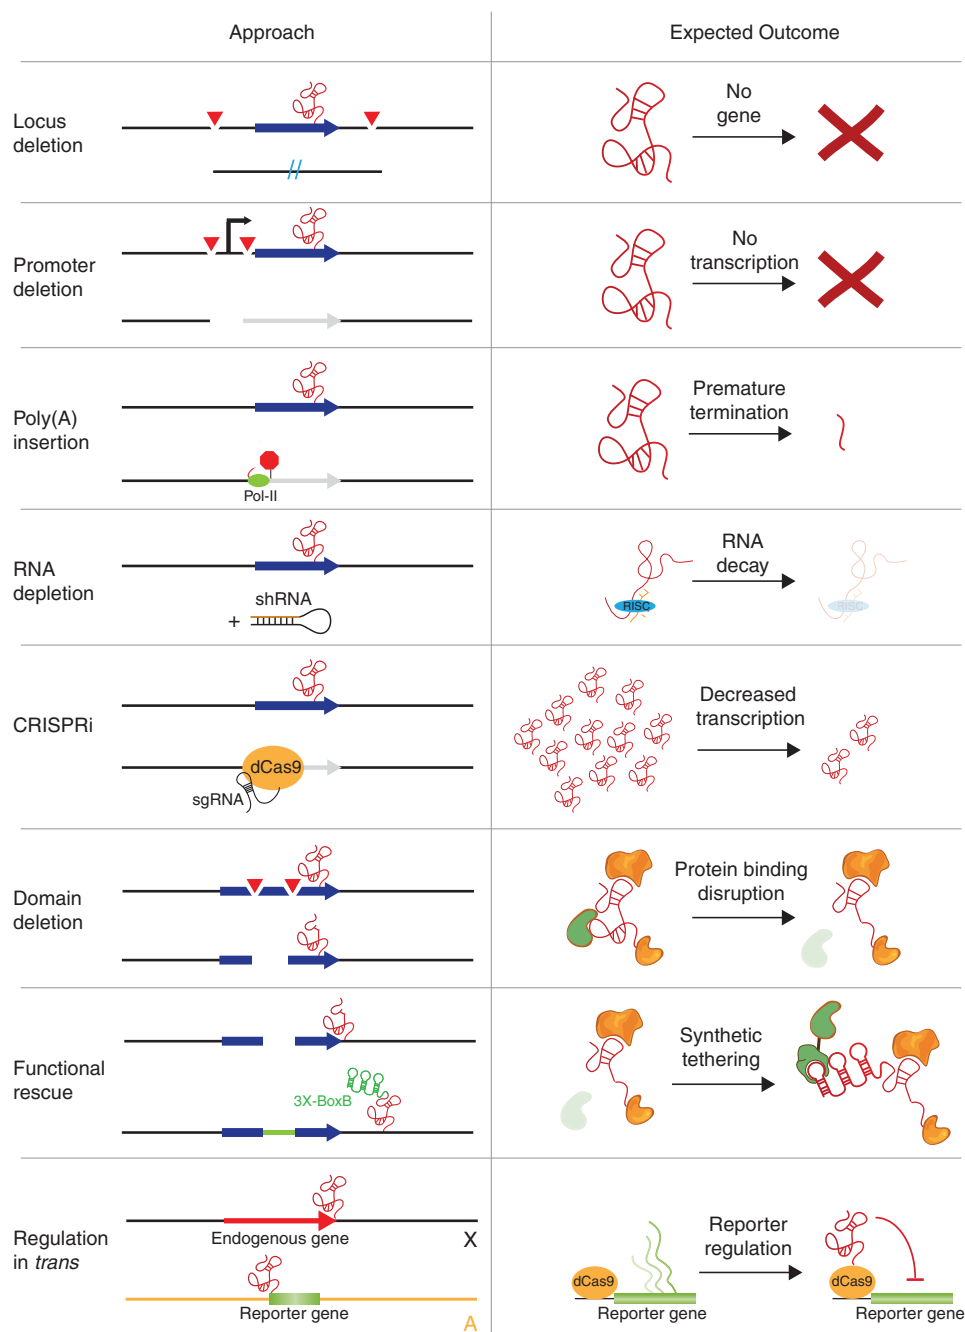 Approach
Expected Outcome
Locus
deletion
No
gene
Promoter
deletion
No
transcription
Poly(A)
insertion
Pol-II
Premature
termination
RNA
depletion
shRNA
+
RISC
RNA
decay
RISC
CRISPRi
dCas9
sgRNA
Decreased
transcription
Domain
deletion
Protein binding
disruption
Functional
rescue
3X-BoxB
Synthetic
tethering
Regulation
in trans
Endogenous gene
X
Reporter gene
A
dCas9
Reporter gene
Reporter
regulation
dCas9
Reporter gene